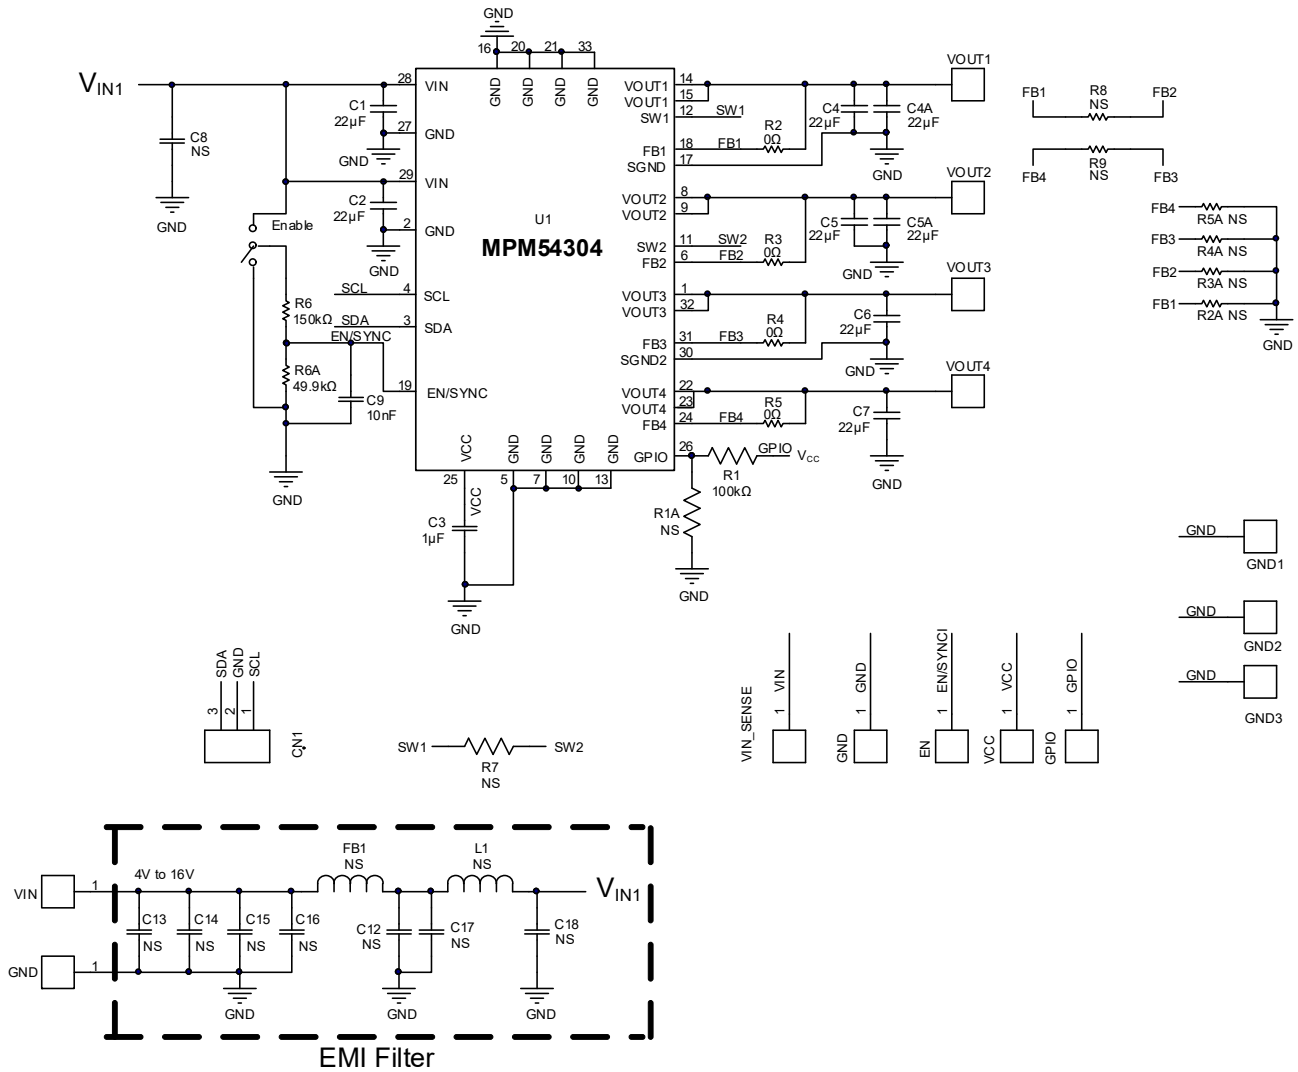 GND
16 20 21 33
GND GND GND GND
VIN1
28 VIN
C1
22µF
27 GND
GND
C8
NS
GND
29 VIN
C2
22µF
2 GND
GND
Enable
U1
MPM54304
SCL 4 SCL
SDA 3 SDA
R6
150kΩ
EN/SYNC
R6A
49.9kΩ
19 EN/SYNC
C9
10nF
GND
VCC
25
VCC
C3
1µF
GND
GND GND GND GND
5 7 10 13
VOUT1 14
VOUT1 15
SW1 12 SW1
FB1 18 FB1
R2
0Ω
SGND 17
C4
22µF
C4A
22µF
GND
VOUT1
VOUT2 8
VOUT2 9
SW2 11 SW2
FB2 6 FB2
R3
0Ω
C5
22µF
C5A
22µF
GND
VOUT2
VOUT3 1
VOUT3 32
FB3 31 FB3
R4
0Ω
SGND2 30
C6
22µF
GND
VOUT3
VOUT4 22
VOUT4 23
FB4 24 FB4
R5
0Ω
C7
22µF
GND
VOUT4
GPIO 26
GPIO
VCC
R1
100kΩ
R1A
NS
GND
FB1 R8 FB2
NS
FB4 R9 FB3
NS
FB4
R5A NS
FB3
R4A NS
FB2
R3A NS
FB1
R2A NS
GND
GND
GND1
GND
GND2
GND
GND3
SDA GND SCL
3 2 1
CN1
SW1 R7 SW2
NS
VIN_SENSE 1 VIN
GND 1 GND
EN 1 EN/SYNCI
VCC 1 VCC
GPIO 1 GPIO
VIN 1
4V to 16V
GND 1
C13
NS
C14
NS
C15
NS
C16
NS
GND
FB1
NS
C12
NS
C17
NS
GND
L1
NS
C18
NS
GND
VIN1
EMI Filter